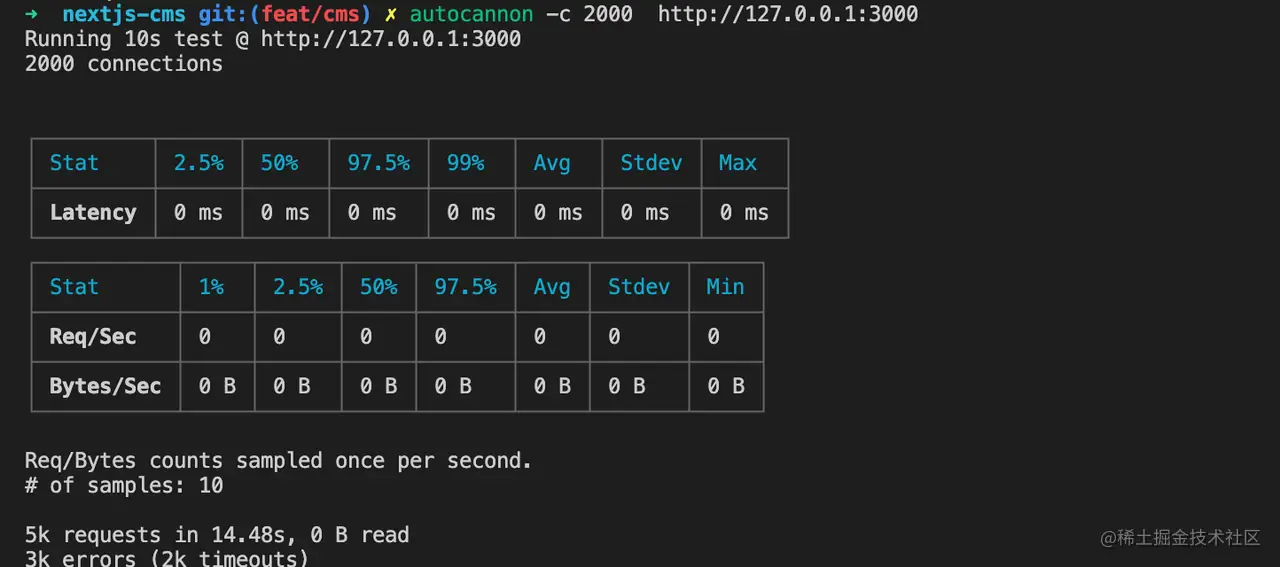 ➜ nextjs-cms git:(feat/cms) ✗ autocannon -c 2000 http://127.0.0.1:3000
Running 10s test @ http://127.0.0.1:3000
2000 connections
Stat 2.5% 50% 97.5% 99% Avg Stdev Max
Latency 0 ms 0 ms 0 ms 0 ms 0 ms 0 ms 0 ms
Stat 1% 2.5% 50% 97.5% Avg Stdev Min
Req/Sec 0 0 0 0 0 0 0
Bytes/Sec 0 B 0 B 0 B 0 B 0 B 0 B 0 B
Req/Bytes counts sampled once per second.
# of samples: 10
5k requests in 14.48s, 0 B read
3k errors (2k timeouts)
@稀土掘金技术社区